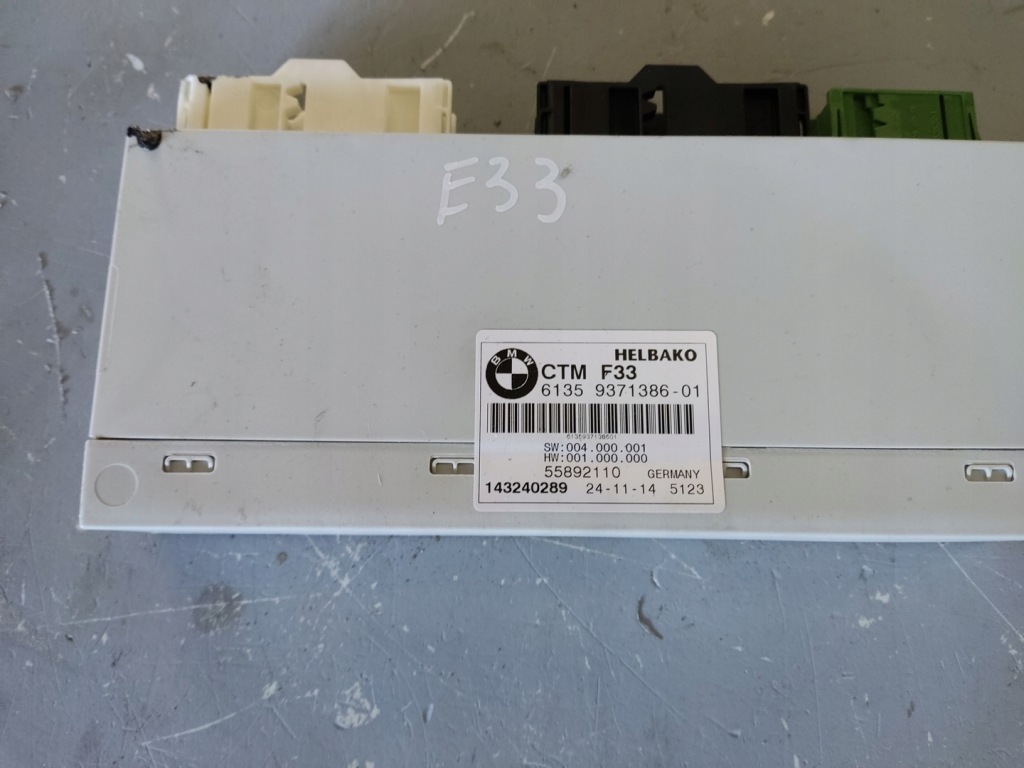 E33
BMW
HELBAKO
CTM F33
6135 9371386-01
6135937138601
SW:004.000.001
HW:001.000.000
55892110 GERMANY
143240289 24-11-14 5123